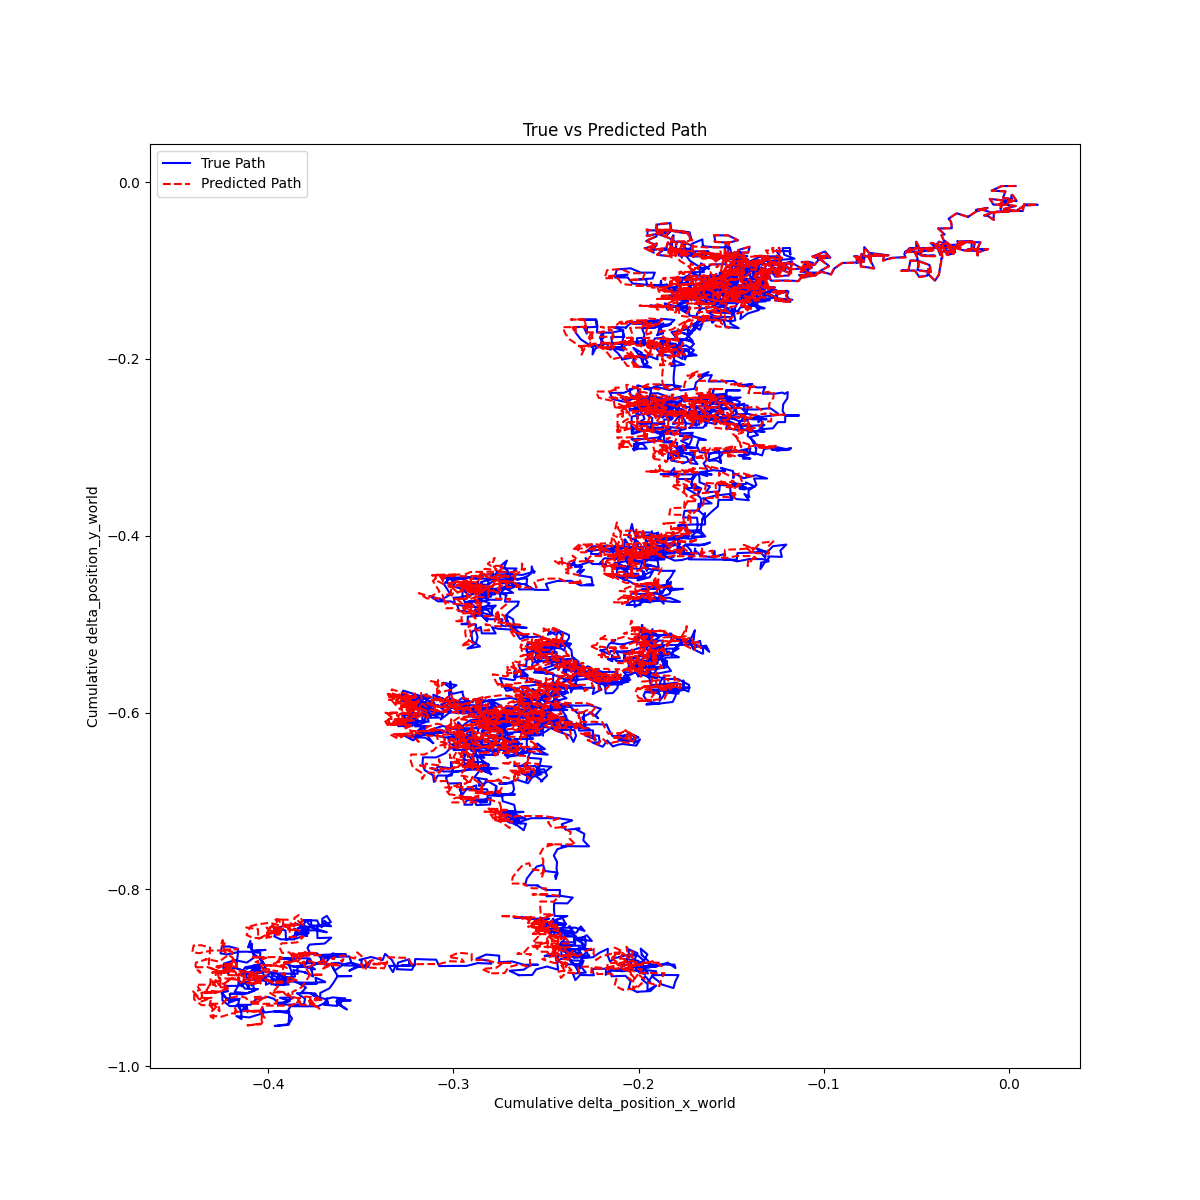 True vs Predicted Path
True Path
Predicted Path
0.0
−0.2
−0.4
−0.6
−0.8
−1.0
Cumulative delta_position_y_world
−0.4
−0.3
−0.2
−0.1
0.0
Cumulative delta_position_x_world